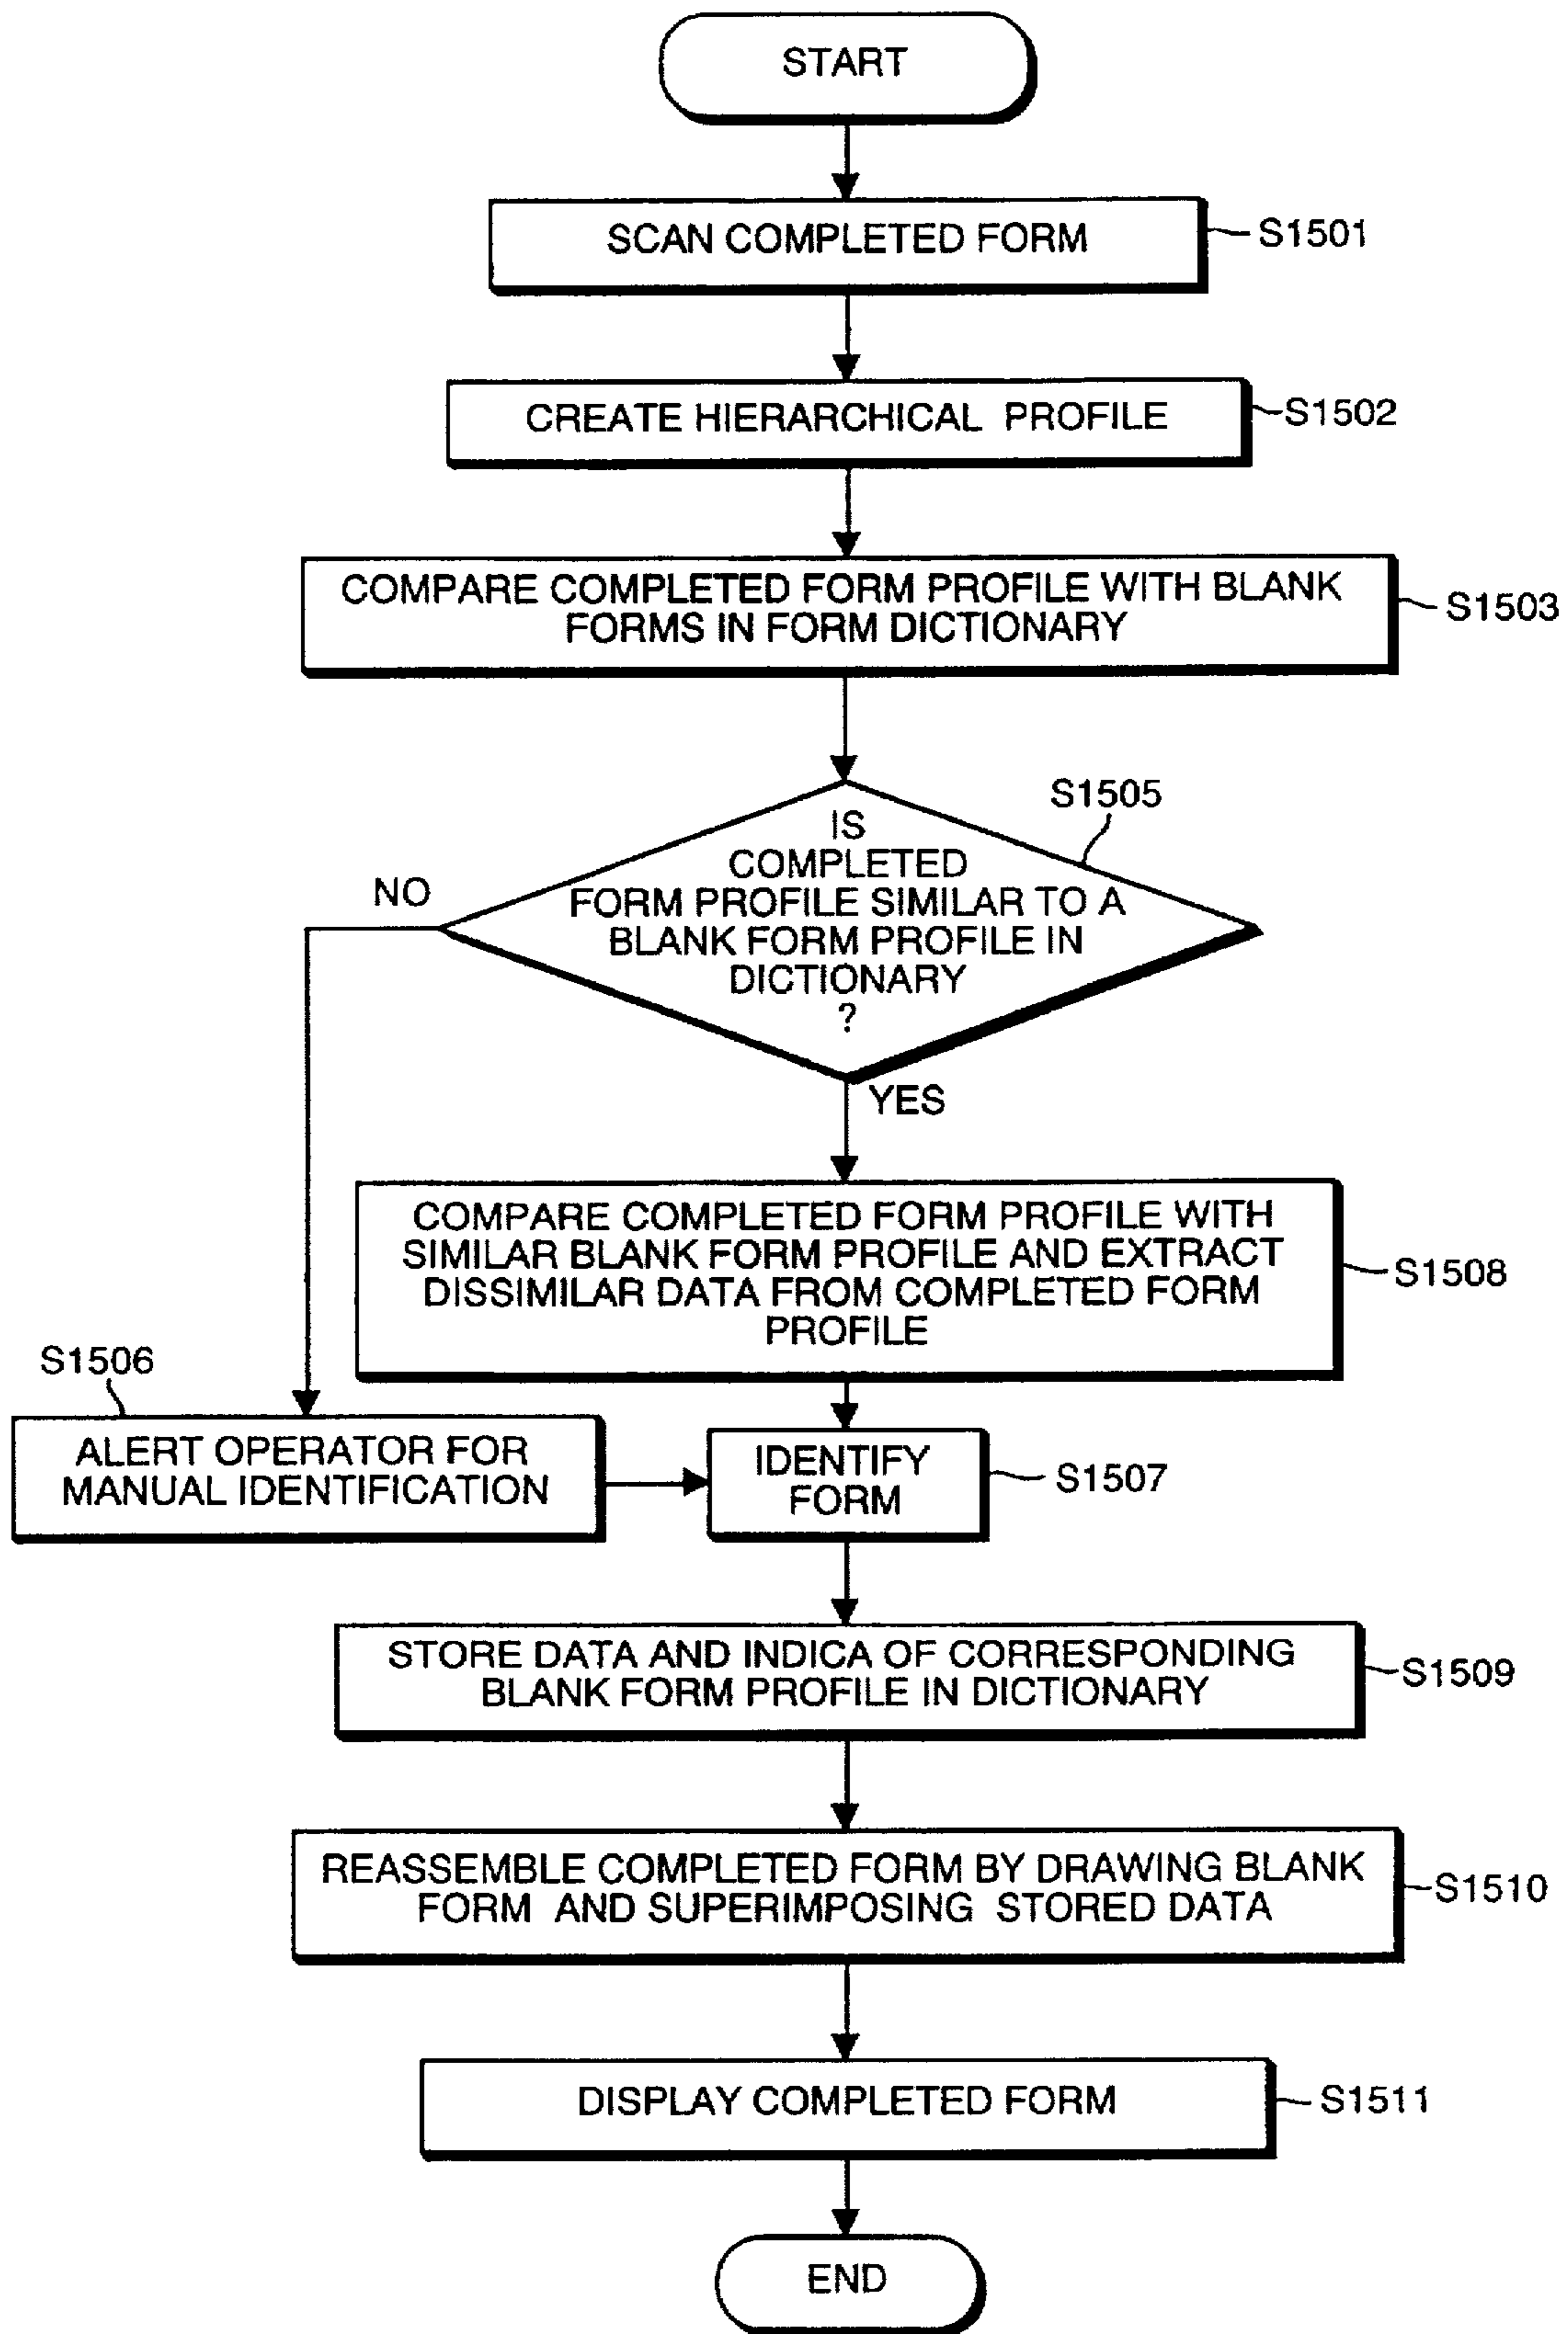 START
SCAN COMPLETED FORM
S1501
CREATE HIERARCHICAL PROFILE
S1502
COMPARE COMPLETED FORM PROFILE WITH BLANK
FORMS IN FORM DICTIONARY
S1503
S1505
IS
COMPLETED
FORM PROFILE SIMILAR TO A
BLANK FORM PROFILE IN
DICTIONARY
?
NO
YES
COMPARE COMPLETED FORM PROFILE WITH
SIMILAR BLANK FORM PROFILE AND EXTRACT
DISSIMILAR DATA FROM COMPLETED FORM
PROFILE
S1508
S1506
ALERT OPERATOR FOR
MANUAL IDENTIFICATION
IDENTIFY
FORM
S1507
STORE DATA AND INDICA OF CORRESPONDING
BLANK FORM PROFILE IN DICTIONARY
S1509
REASSEMBLE COMPLETED FORM BY DRAWING BLANK
FORM AND SUPERIMPOSING STORED DATA
S1510
DISPLAY COMPLETED FORM
S1511
END